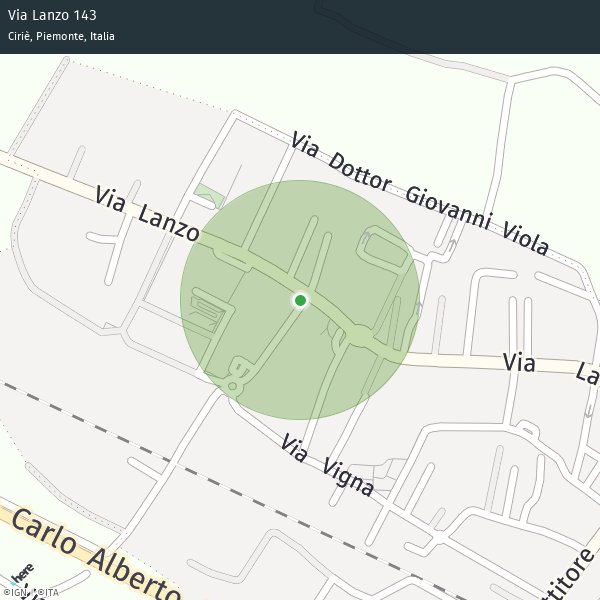 Via Lanzo 143
Ciriè, Piemonte, Italia
Via Dottor Giovanni Viola
Via Lanzo
Via La
Via Vigna
Carlo Alberto
ttitore
here
©IGN